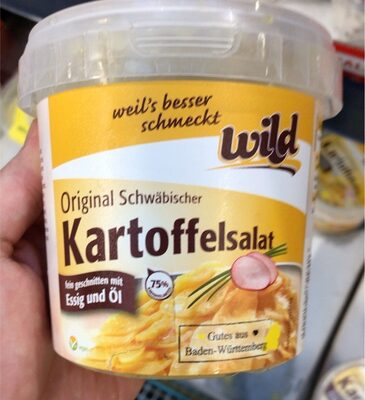 weil's besser
schmeckt
wild
Original Schwäbischer
Kartoffelsalat
fein geschnitten mit
Essig und Öl
75%
Gutes aus
Baden-Württemberg